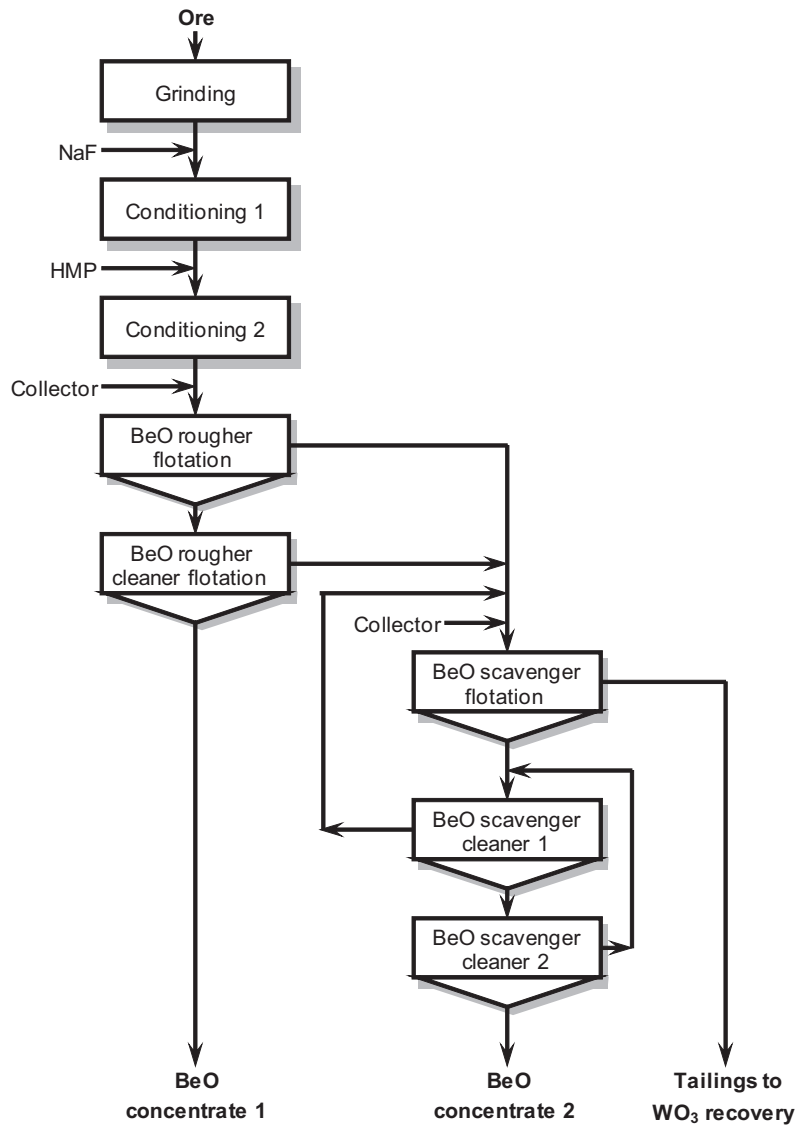 Ore
Grinding
NaF
Conditioning 1
HMP
Conditioning 2
Collector
BeO rougher
flotation
BeO rougher
cleaner flotation
Collector
BeO scavenger
flotation
BeO scavenger
cleaner 1
BeO scavenger
cleaner 2
BeO
concentrate 1
BeO
concentrate 2
Tailings to
WO₃ recovery